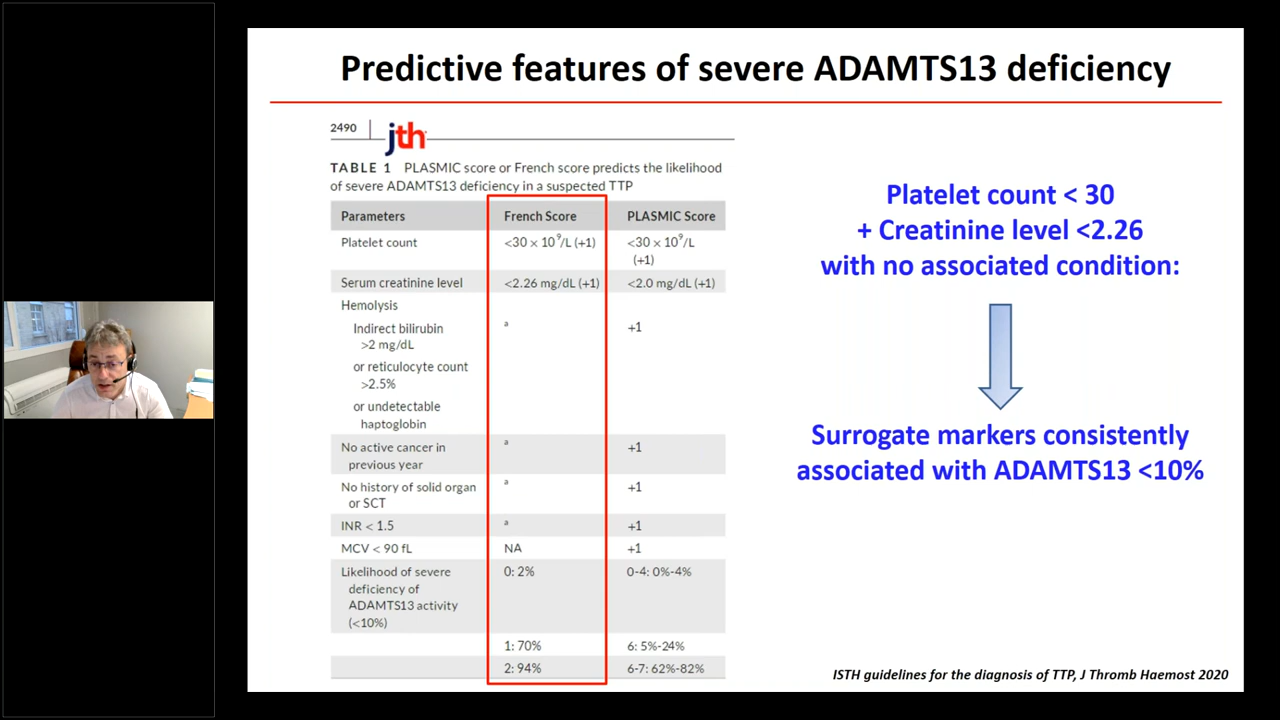 Predictive features of severe ADAMTS13 deficiency
2490
jth
TABLE 1 PLASMIC score or French score predicts the likelihood
of severe ADAMTS13 deficiency in a suspected TTP
Parameters French Score PLASMIC Score
Platelet count <30 × 10⁹/L (+1) <30 × 10⁹/L
(+1)
Serum creatinine level <2.26 mg/dL (+1) <2.0 mg/dL (+1)
Hemolysis
Indirect bilirubin a +1
>2 mg/dL
or reticulocyte count
>2.5%
or undetectable
haptoglobin
No active cancer in a +1
previous year
No history of solid organ a +1
or SCT
INR < 1.5 a +1
MCV < 90 fL NA +1
Likelihood of severe 0: 2% 0-4: 0%-4%
deficiency of
ADAMTS13 activity
(<10%)
1: 70% 6: 5%-24%
2: 94% 6-7: 62%-82%
Platelet count < 30
+ Creatinine level <2.26
with no associated condition:
Surrogate markers consistently
associated with ADAMTS13 <10%
ISTH guidelines for the diagnosis of TTP, J Thromb Haemost 2020